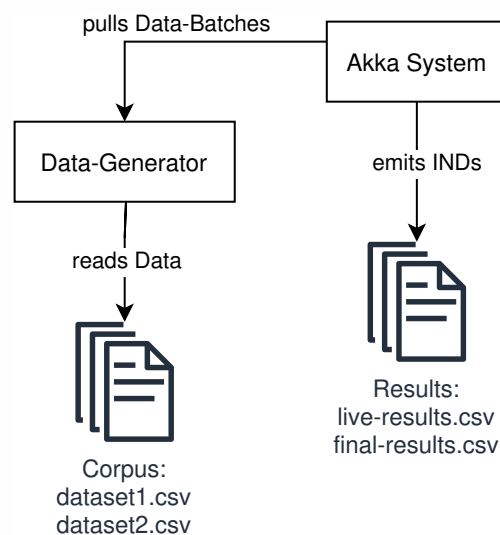 pulls Data-Batches
Akka System
Data-Generator
emits INDs
reads Data
Results:
live-results.csv
final-results.csv
Corpus:
dataset1.csv
dataset2.csv